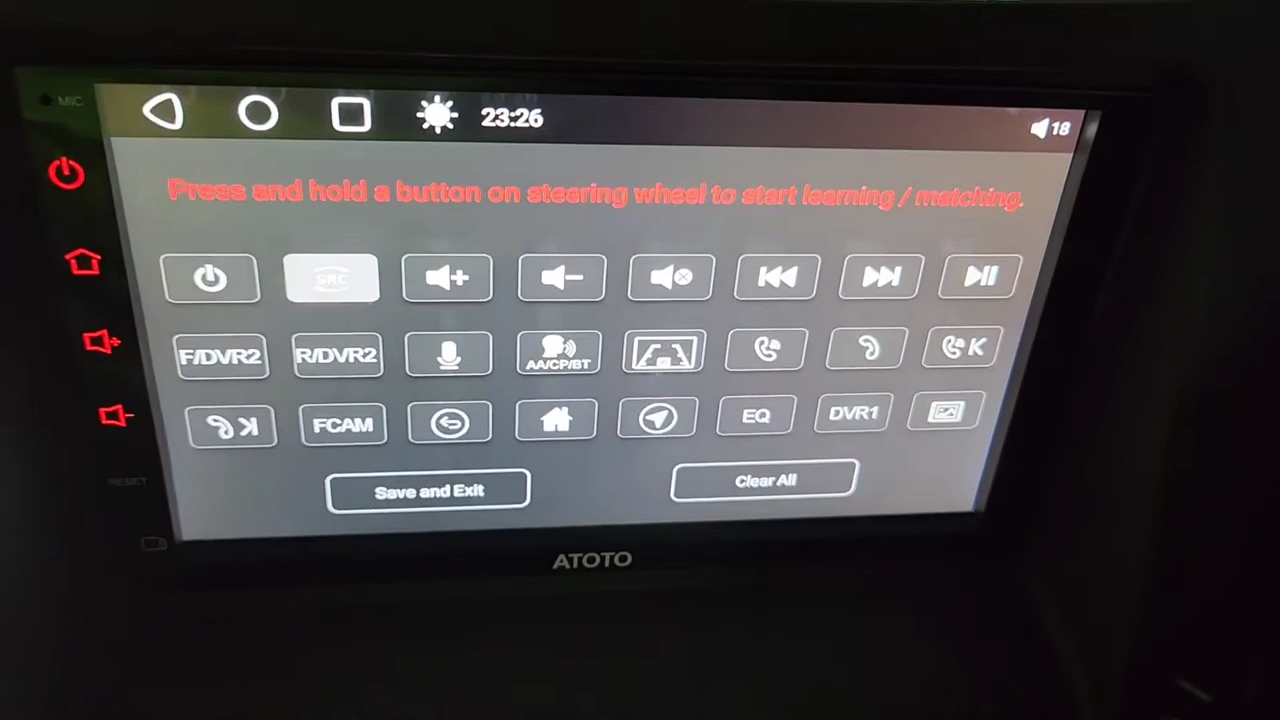 MIC
23:26
18
Press and hold a button on steering wheel to start learning / matching.
SRC
F/DVR2 R/DVR2 AA/CP/BT K
K FCAM EQ DVR1
Save and Exit Clear All
RESET
ATOTO